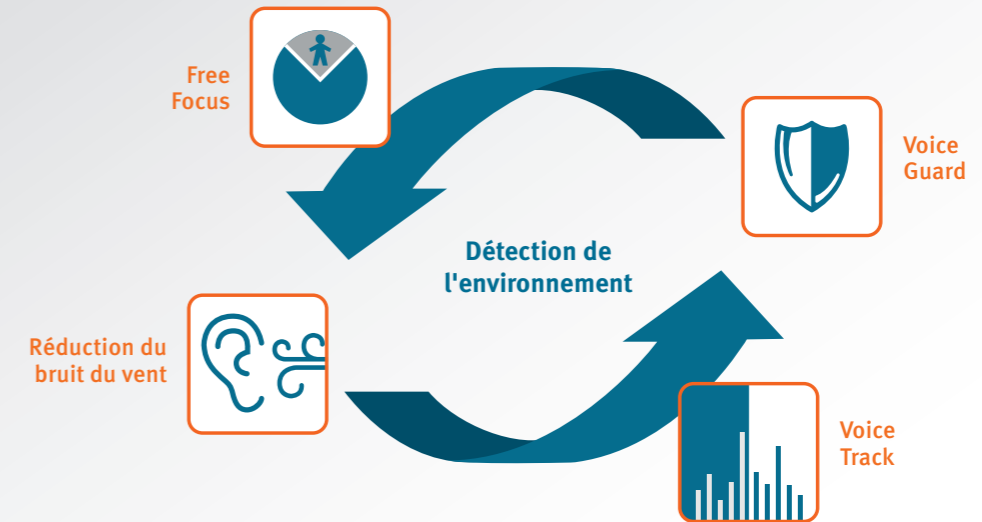 Free
Focus
Voice
Guard
Détection de
l'environnement
Réduction du
bruit du vent
Voice
Track